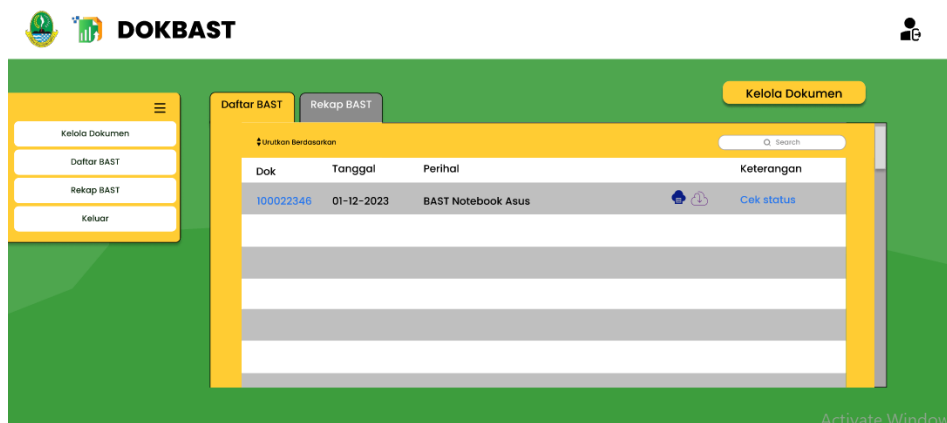 DOKBAST
Kelola Dokumen
Daftar BAST
Rekap BAST
Keluar
Daftar BAST
Rekap BAST
Kelola Dokumen
Urutkan Berdasarkan
Search
Dok Tanggal Perihal Keterangan
100022346 01-12-2023 BAST Notebook Asus Cek status
Activate Window